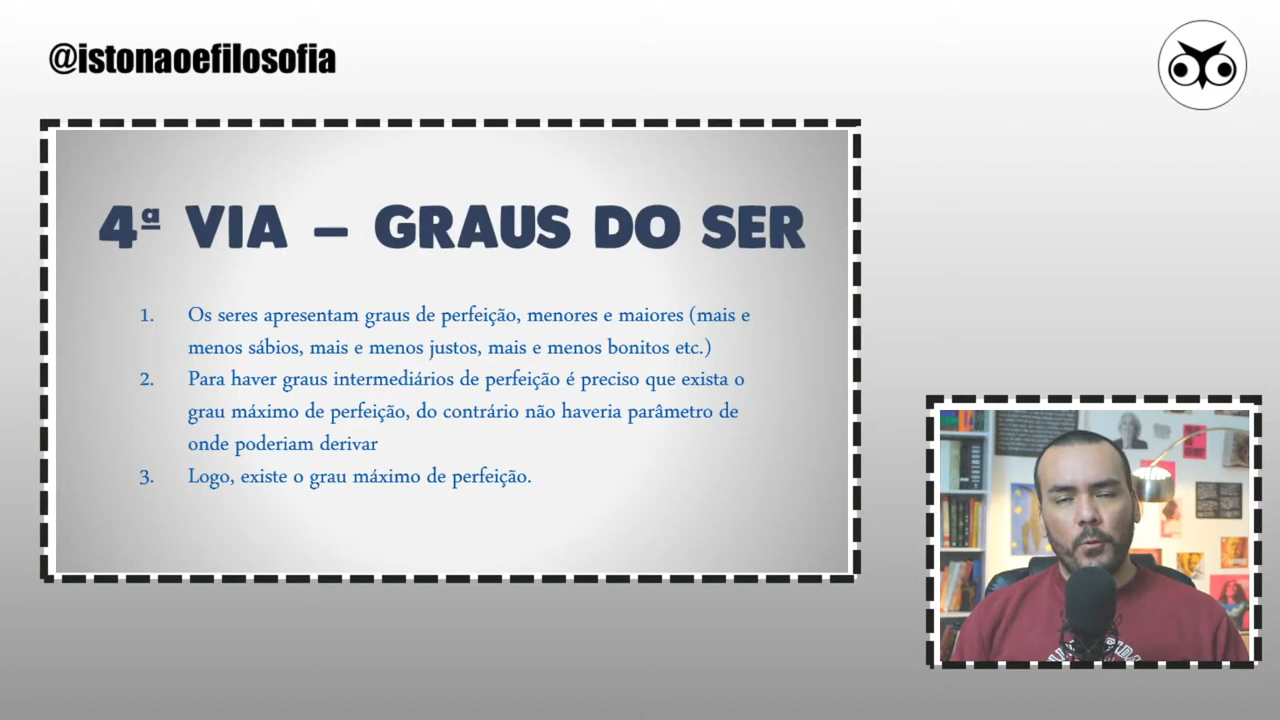 @istonaoefilosofia
4ª VIA – GRAUS DO SER
1. Os seres apresentam graus de perfeição, menores e maiores (mais e
menos sábios, mais e menos justos, mais e menos bonitos etc.)
2. Para haver graus intermediários de perfeição é preciso que exista o
grau máximo de perfeição, do contrário não haveria parâmetro de
onde poderiam derivar
3. Logo, existe o grau máximo de perfeição.